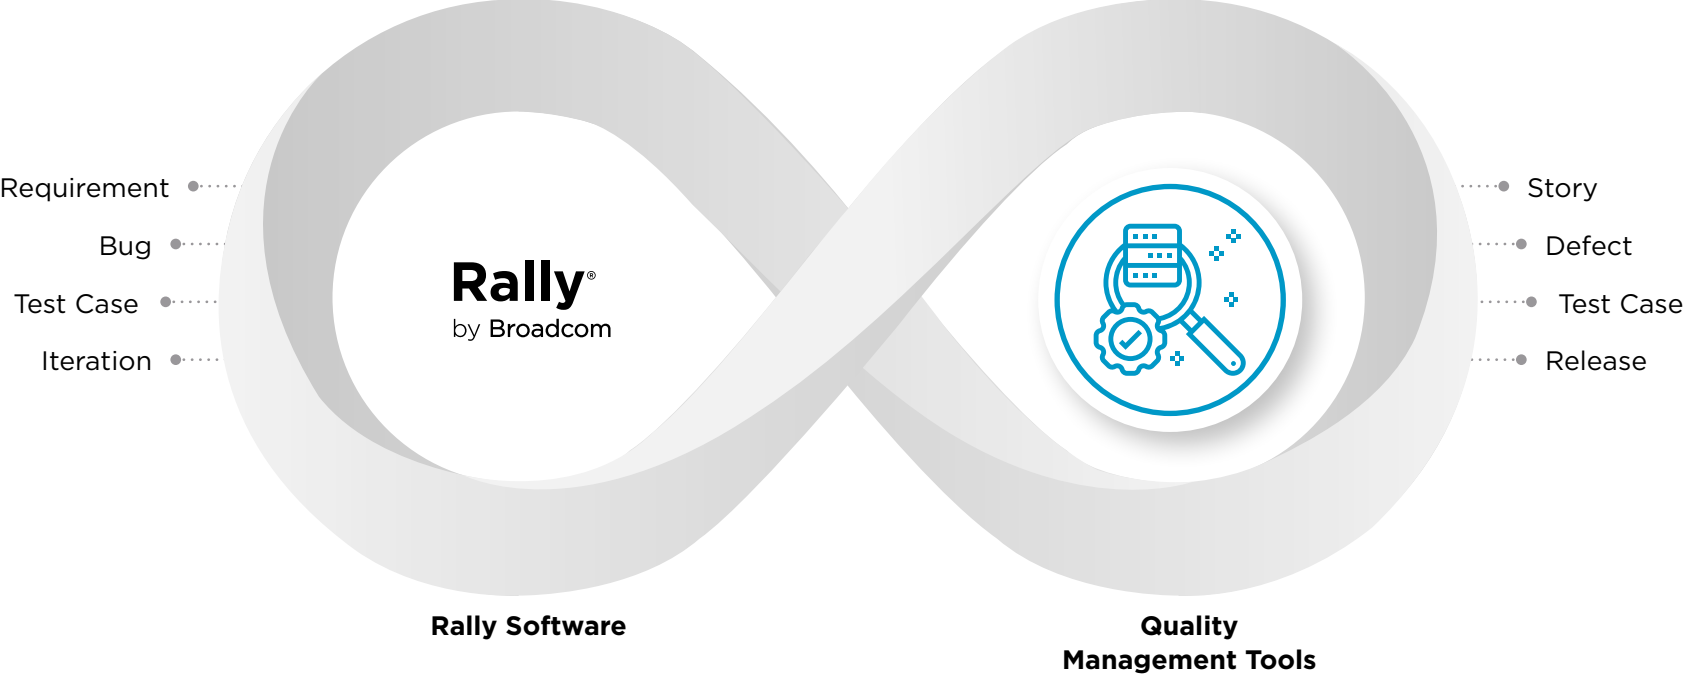 Requirement
Bug
Test Case
Iteration
Rally®
by Broadcom
Story
Defect
Test Case
Release
Rally Software
Quality
Management Tools